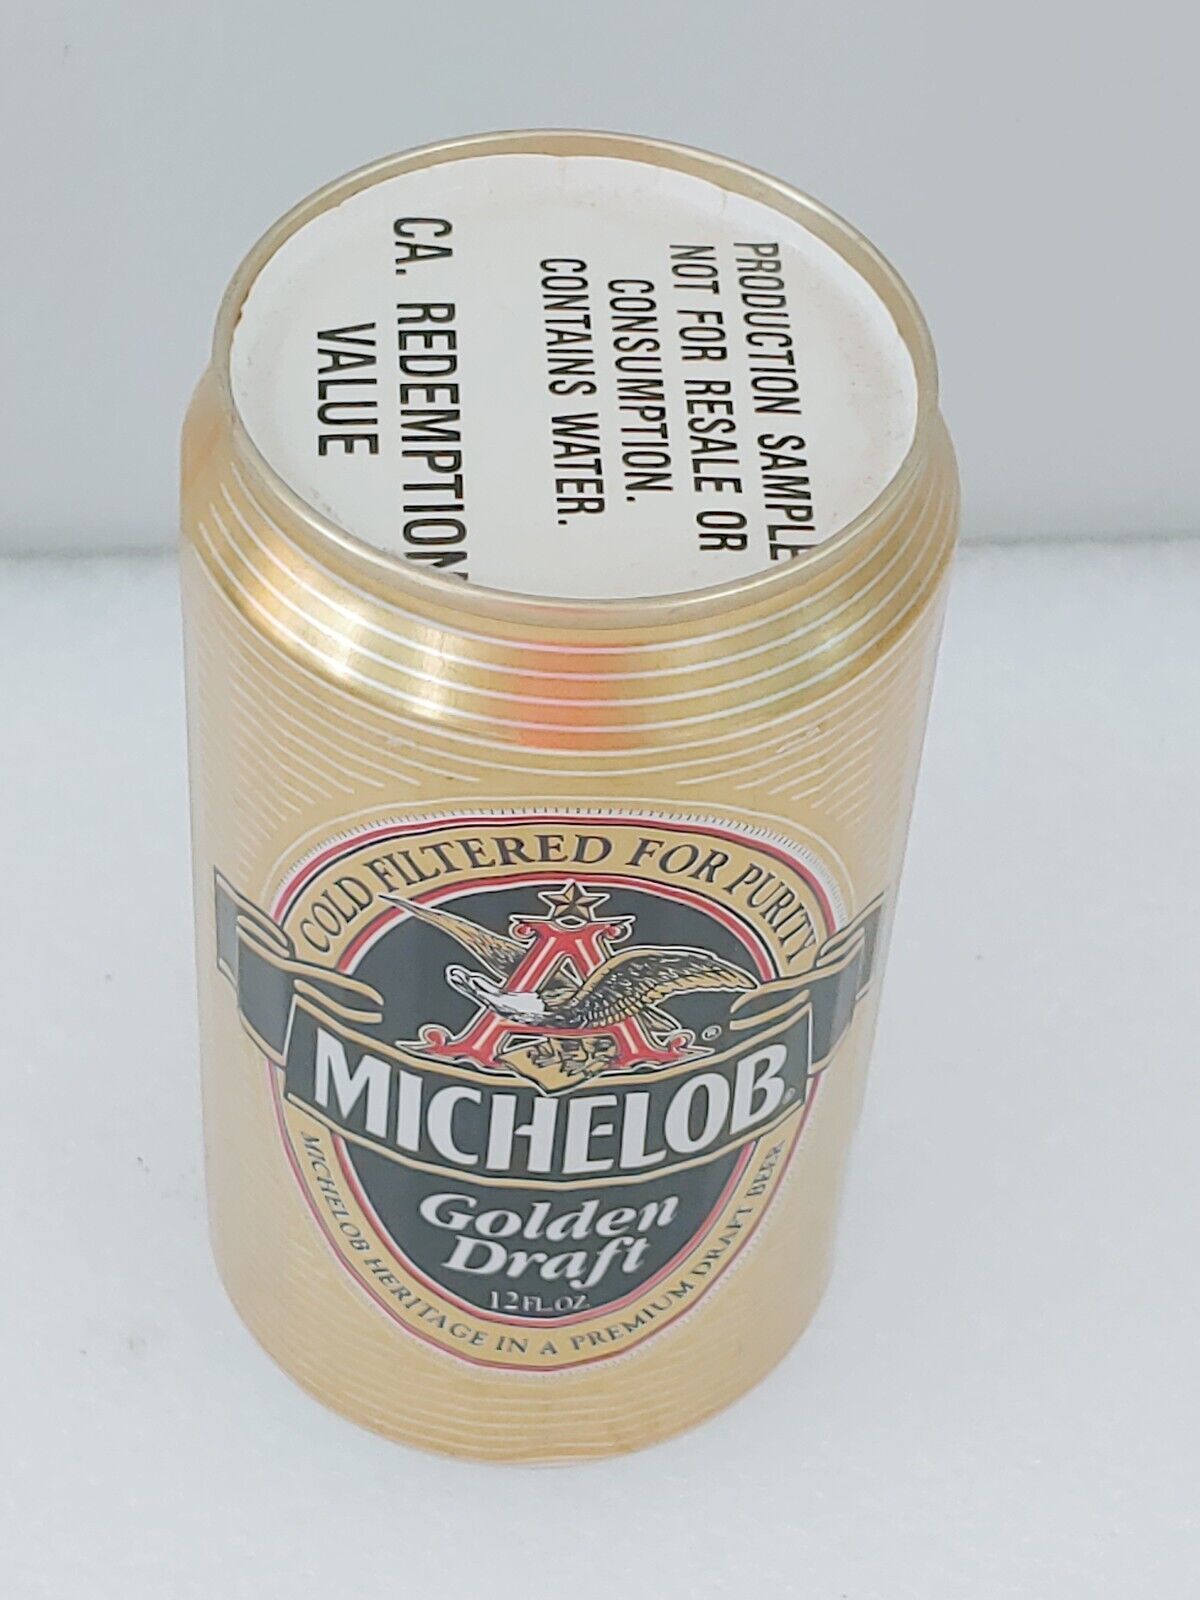 PRODUCTION SAMPLE
NOT FOR RESALE OR
CONSUMPTION.
CONTAINS WATER.
CA. REDEMPTION
VALUE
COLD FILTERED FOR PURITY
A
®
MICHELOB®
Golden
Draft
12 FL. OZ.
MICHELOB HERITAGE IN A PREMIUM DRAFT BEER